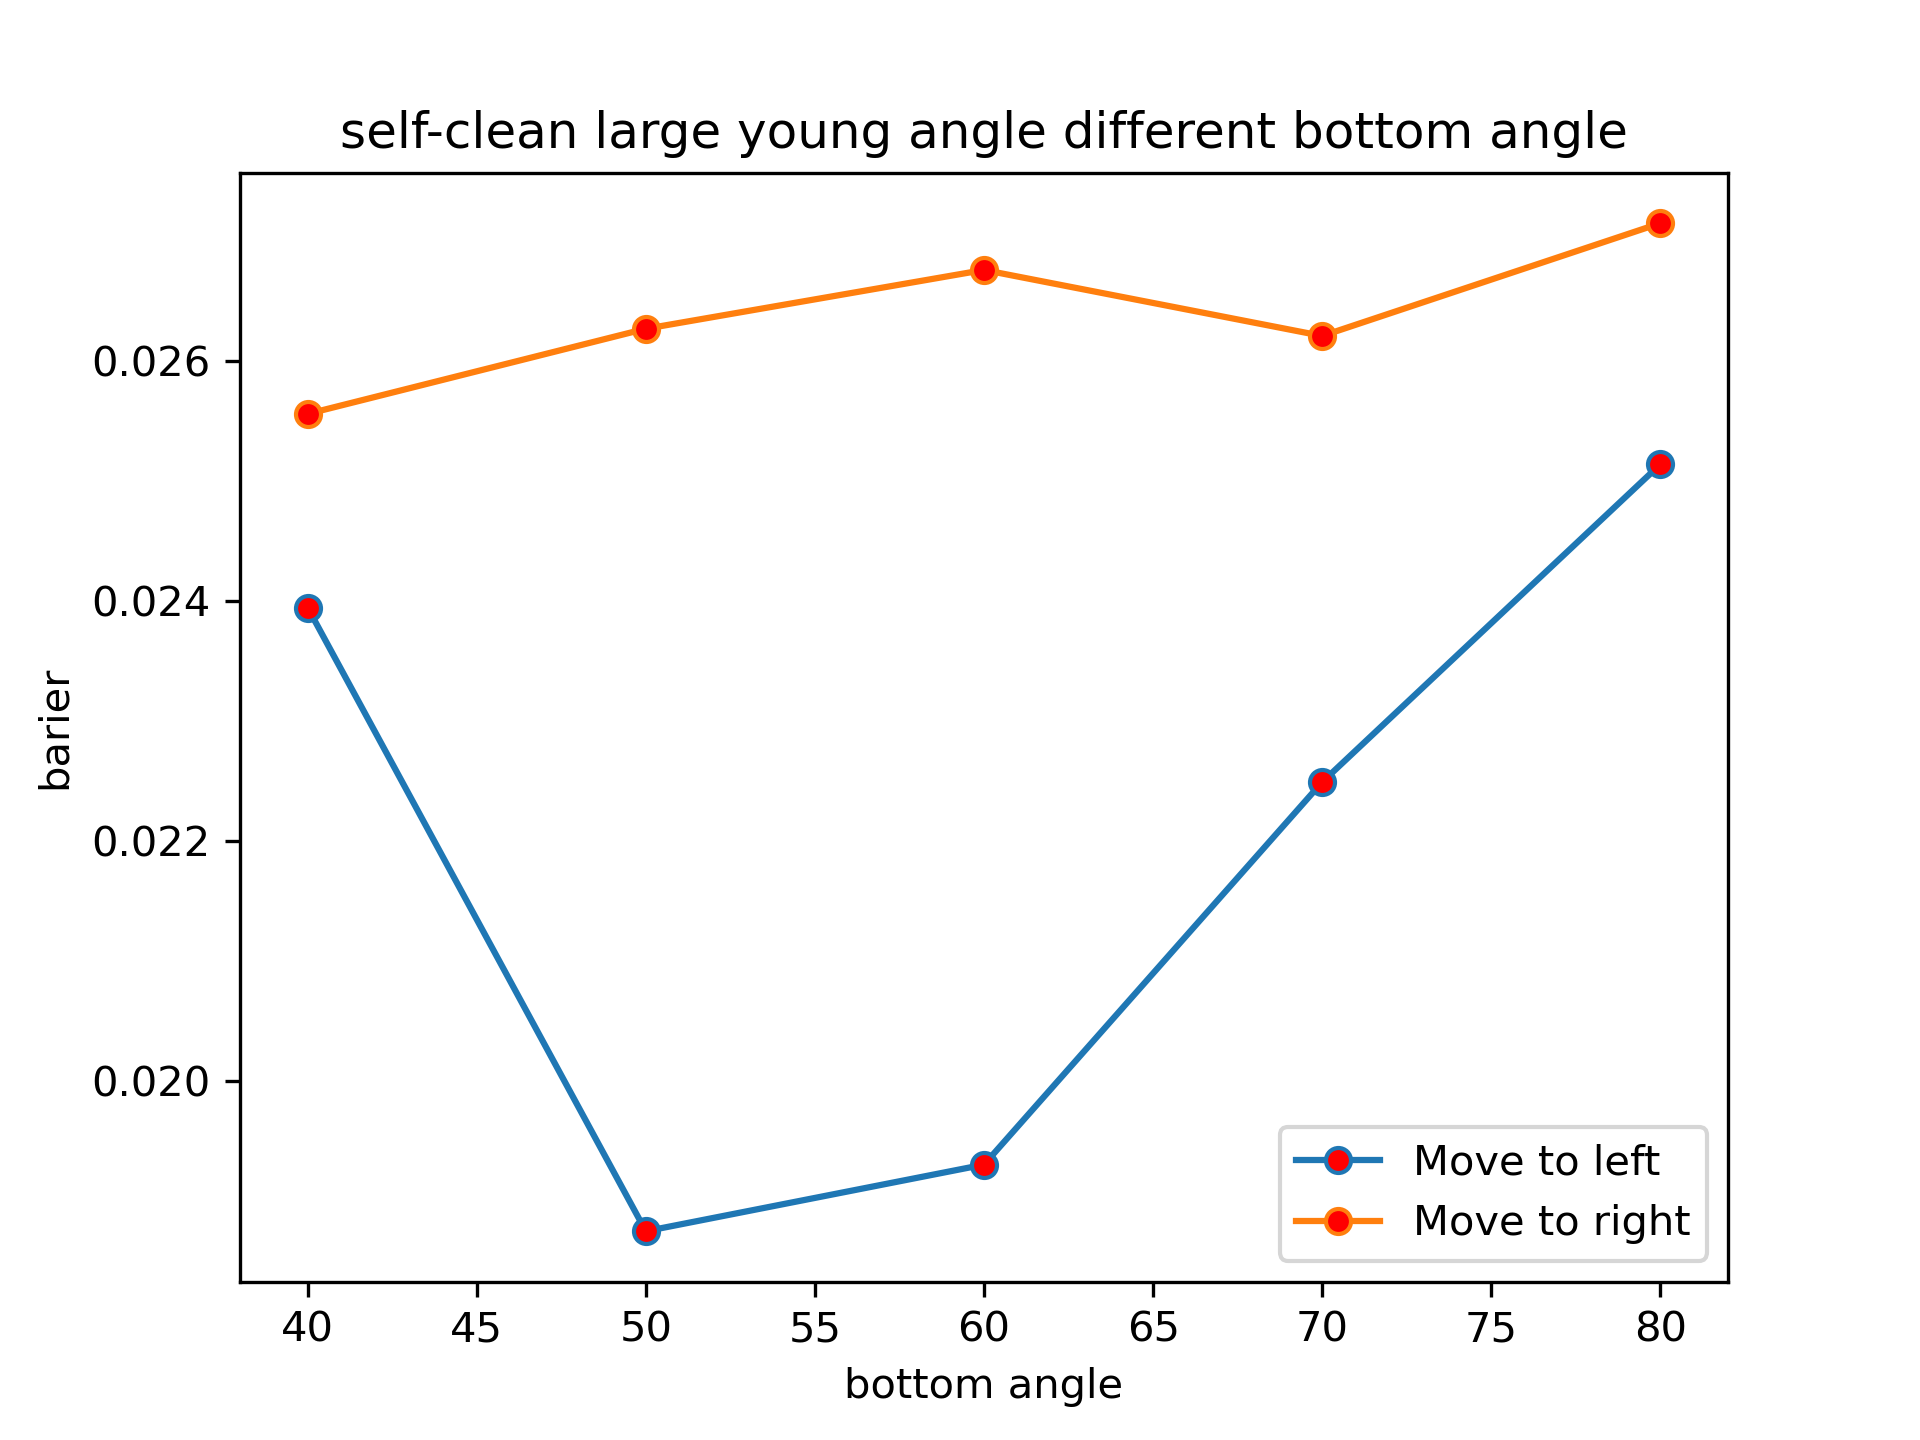 self-clean large young angle different bottom angle
0.026
0.024
0.022
0.020
barier
40 45 50 55 60 65 70 75 80
bottom angle
Move to left
Move to right